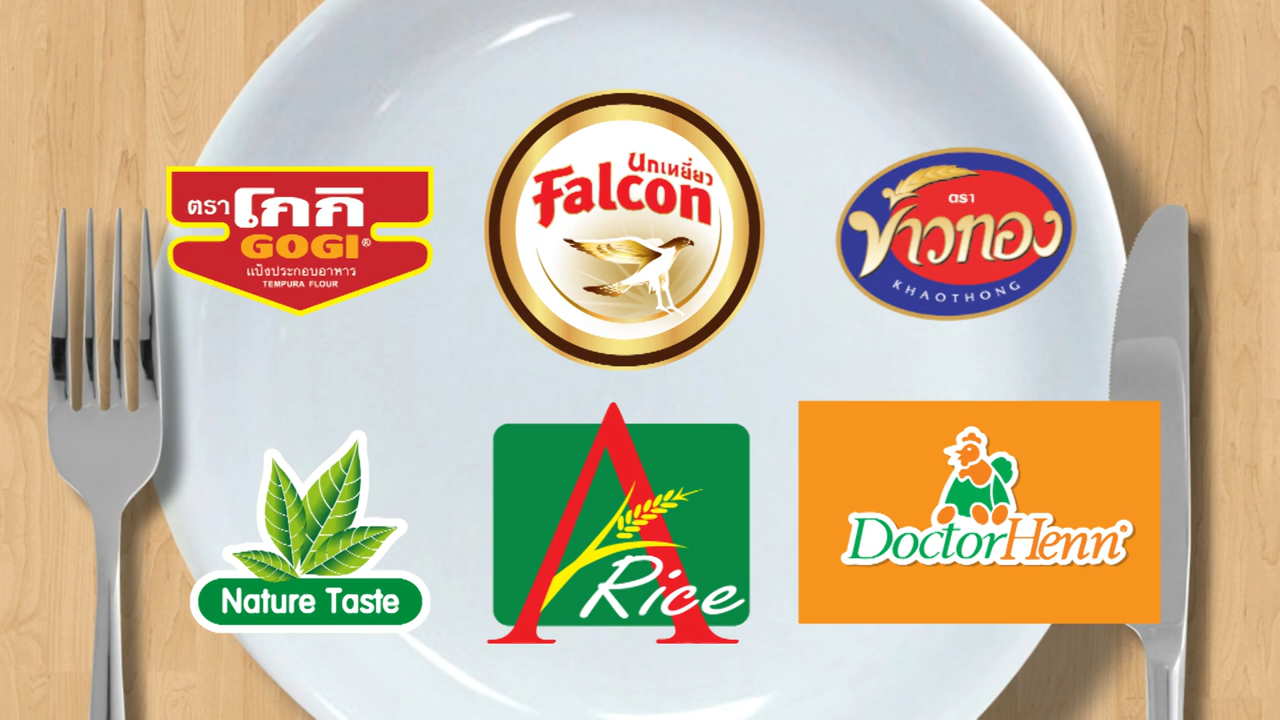 ตรา โกกิ
GOGI®
แป้งประกอบอาหาร
TEMPURA FLOUR
นกเหยี่ยว
Falcon
ตรา
ข้าวทอง
KHAOTHONG
Nature Taste
A
Rice
DoctorHenn